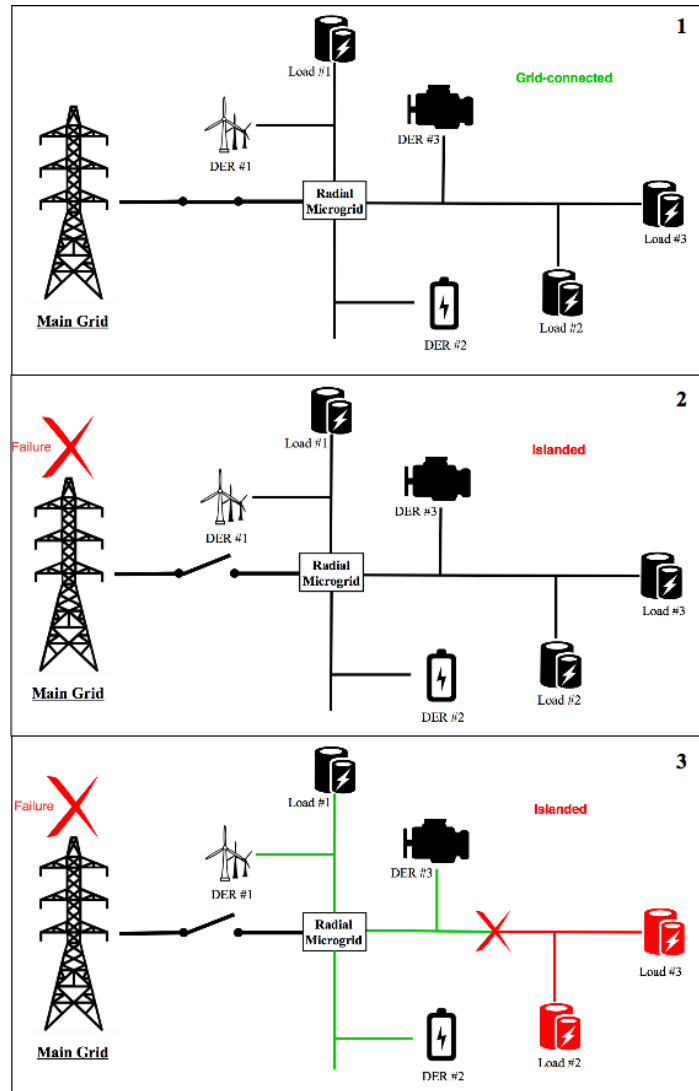 1
Load #1
Grid-connected
DER #1
DER #3
Radial
Microgrid
Load #3
Main Grid
Load #2
DER #2
2
Failure
Load #1
Islanded
DER #1
DER #3
Radial
Microgrid
Load #3
Main Grid
Load #2
DER #2
3
Failure
Load #1
Islanded
DER #1
DER #3
Radial
Microgrid
Load #3
Main Grid
Load #2
DER #2